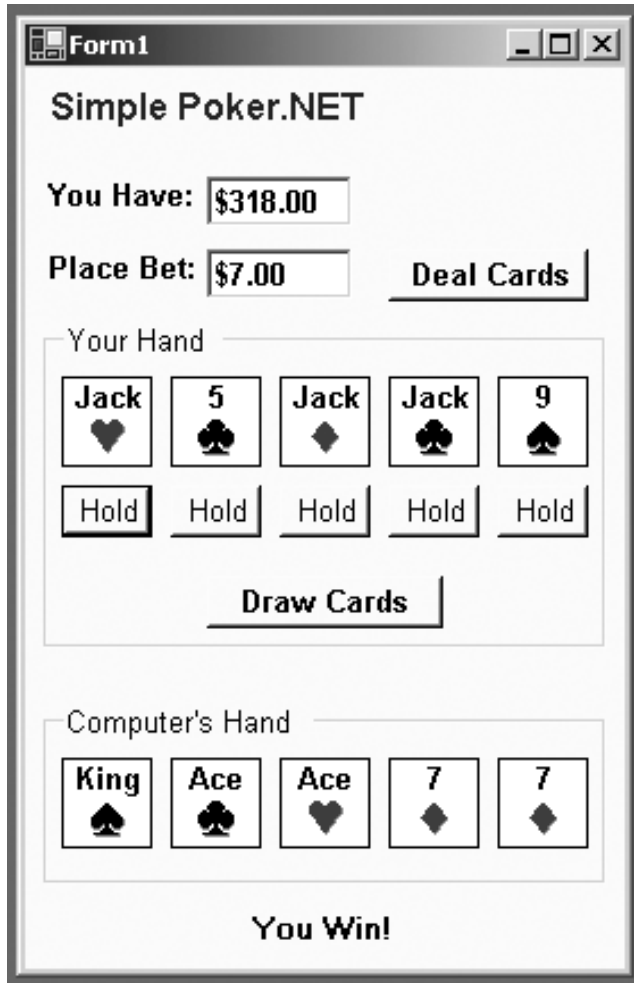 Form1
Simple Poker.NET
You Have: $318.00
Place Bet: $7.00 Deal Cards
Your Hand
Jack 5 Jack Jack 9
Hold Hold Hold Hold Hold
Draw Cards
Computer's Hand
King Ace Ace 7 7
You Win!